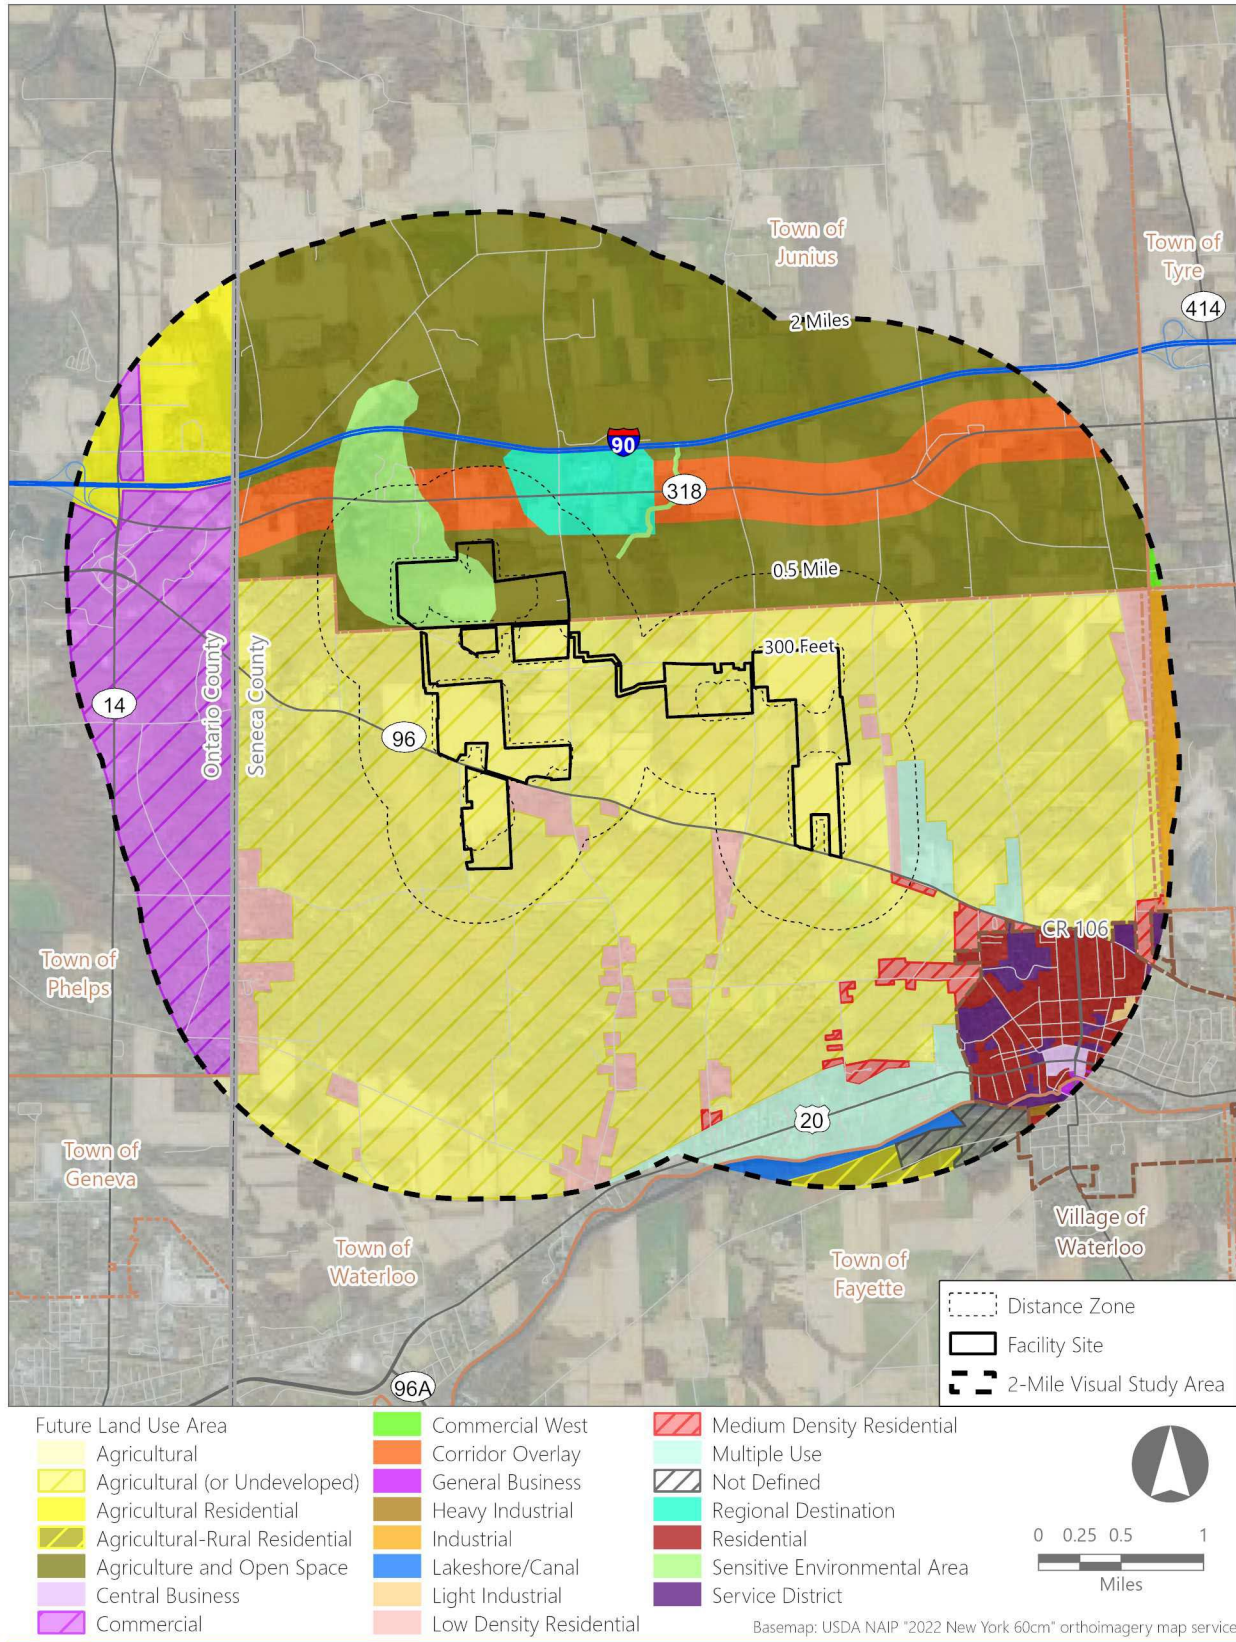 Town of
Junius
Town of
Tyre
414
2 Miles
90
318
0.5 Mile
300 Feet
Ontario County
Seneca County
14
96
CR 106
Town of
Phelps
20
Town of
Geneva
Village of
Waterloo
Town of
Waterloo
Town of
Fayette
96A
Distance Zone
Facility Site
2-Mile Visual Study Area
Future Land Use Area
Agricultural
Agricultural (or Undeveloped)
Agricultural Residential
Agricultural-Rural Residential
Agriculture and Open Space
Central Business
Commercial
Commercial West
Corridor Overlay
General Business
Heavy Industrial
Industrial
Lakeshore/Canal
Light Industrial
Low Density Residential
Medium Density Residential
Multiple Use
Not Defined
Regional Destination
Residential
Sensitive Environmental Area
Service District
0 0.25 0.5 1
Miles
Basemap: USDA NAIP "2022 New York 60cm" orthoimagery map service